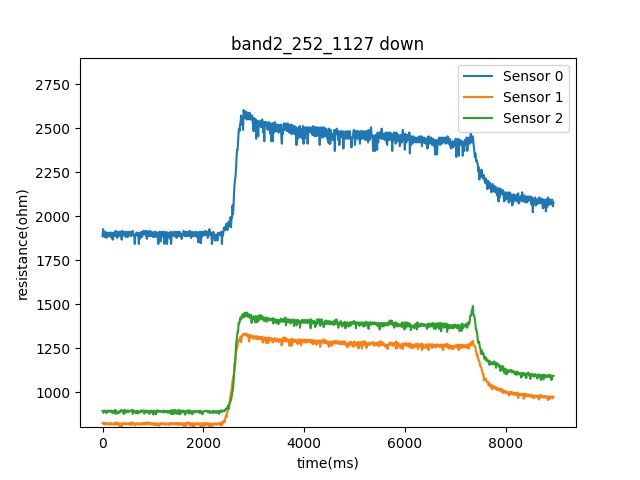 band2_252_1127 down
Sensor 0
Sensor 1
Sensor 2
resistance(ohm)
2750
2500
2250
2000
1750
1500
1250
1000
0 2000 4000 6000 8000
time(ms)